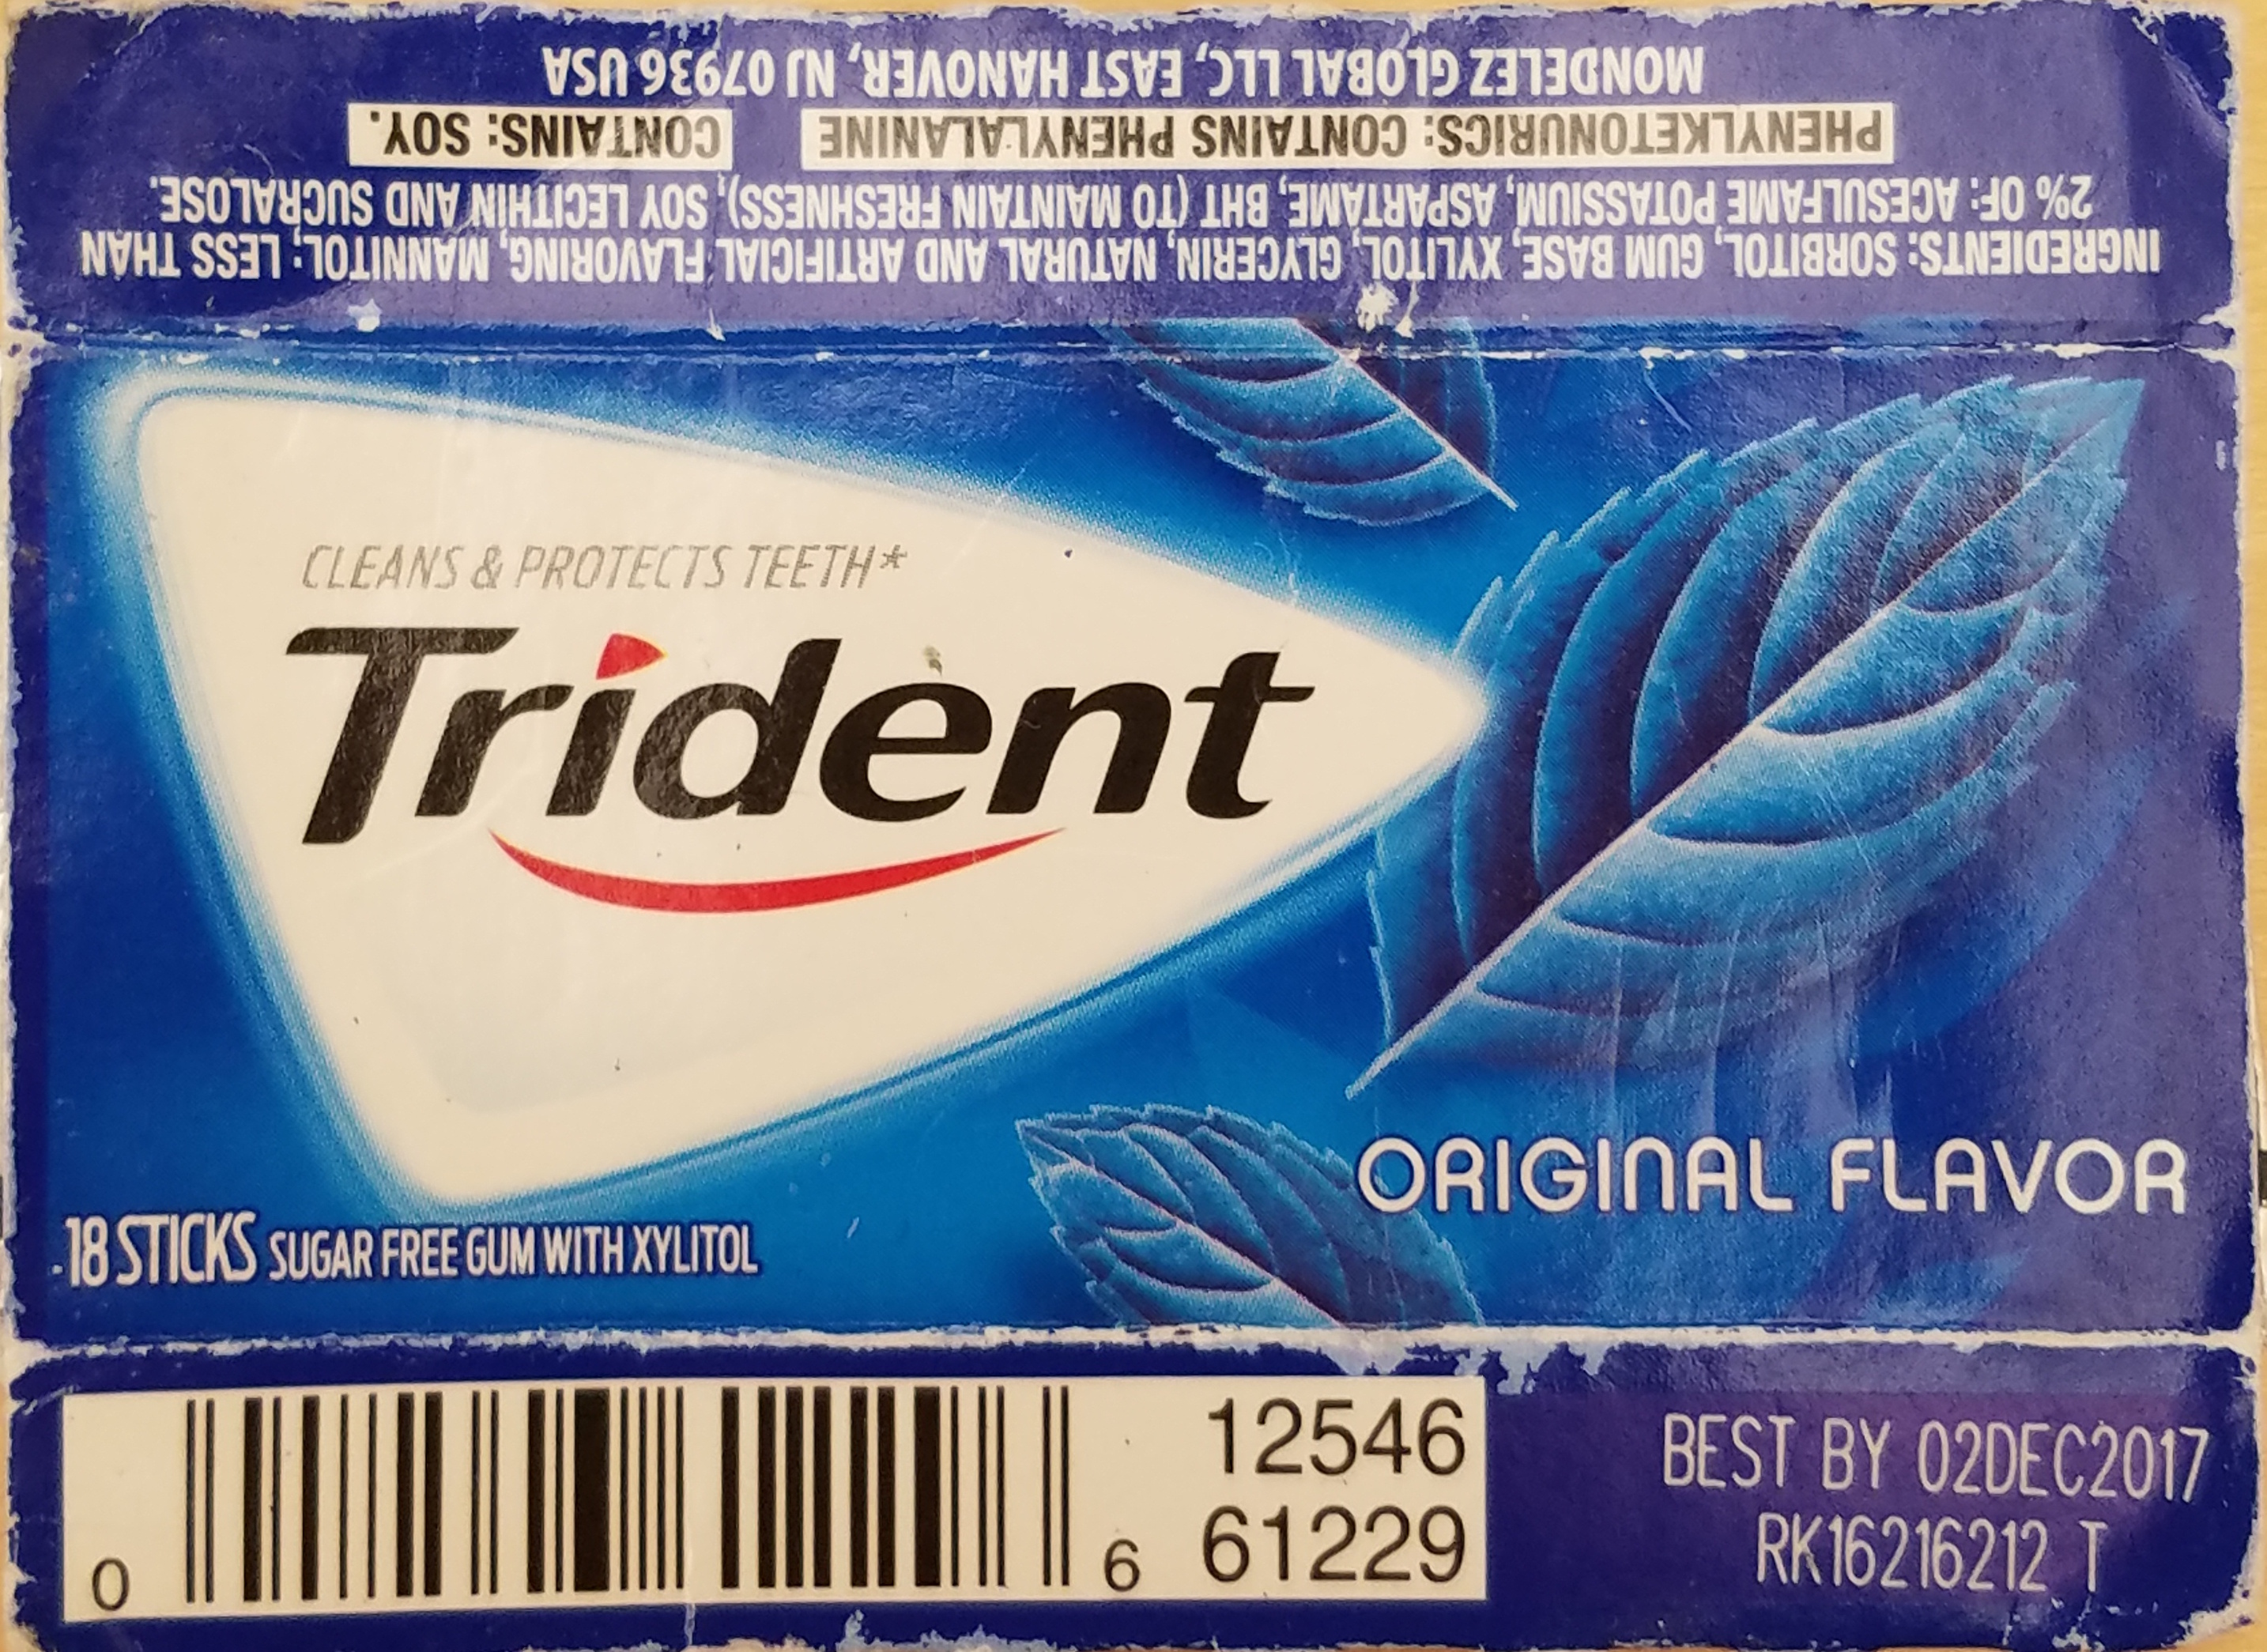 INGREDIENTS: SORBITOL, GUM BASE, XYLITOL, GLYCERIN, NATURAL AND ARTIFICIAL FLAVORING, MANNITOL; LESS THAN
2% OF: ACESULFAME POTASSIUM, ASPARTAME, BHT (TO MAINTAIN FRESHNESS), SOY LECITHIN AND SUCRALOSE.
PHENYLKETONURICS: CONTAINS PHENYLALANINE CONTAINS: SOY.
MONDELEZ GLOBAL LLC, EAST HANOVER, NJ 07936 USA
CLEANS & PROTECTS TEETH*
Trident
ORIGINAL FLAVOR
18 STICKS SUGAR FREE GUM WITH XYLITOL
12546
0 6 61229
BEST BY 02DEC2017
RK16216212 T